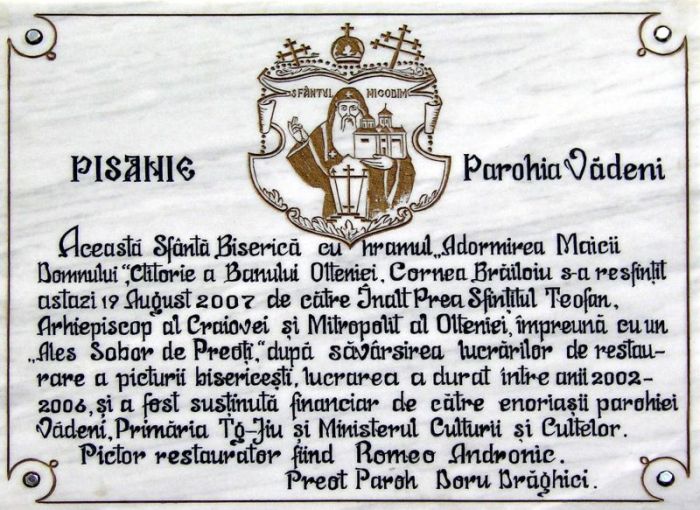 SFÂNTUL NICODIM
PISANIE
Parohia Vădeni
Această Sfântă Biserică cu hramul „Adormirea Maicii
Domnului", Ctitorie a Banului Olteniei, Cornea Brăiloiu s-a resfințit
astazi 19 August 2007 de către Înalt Prea Sfințitul Teofan,
Arhiepiscop al Craiovei și Mitropolit al Olteniei, împreună cu un
„Ales Sobor de Preoți," după săvârsirea lucrărilor de restau-
rare a picturii bisericești, lucrarea a durat între anii 2002-
2006, și a fost susținută financiar de către enoriașii parohiei
Vădeni, Primăria Tg-Jiu și Ministerul Culturii și Cultelor.
Pictor restaurator fiind Romeo Andronic.
Preot Paroh Doru Drăghici.